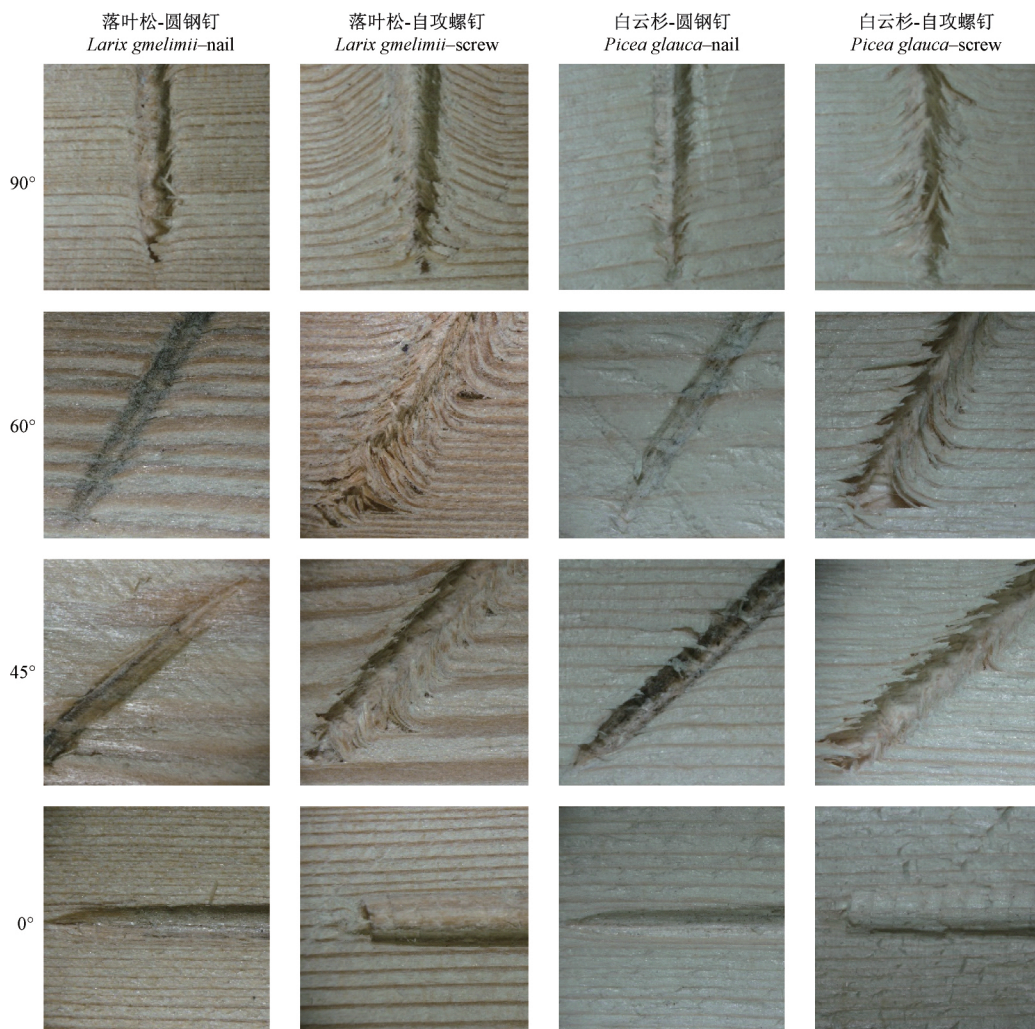 落叶松-圆钢钉
Larix gmelimii–nail
落叶松-自攻螺钉
Larix gmelimii–screw
白云杉-圆钢钉
Picea glauca–nail
白云杉-自攻螺钉
Picea glauca–screw
90°
60°
45°
0°